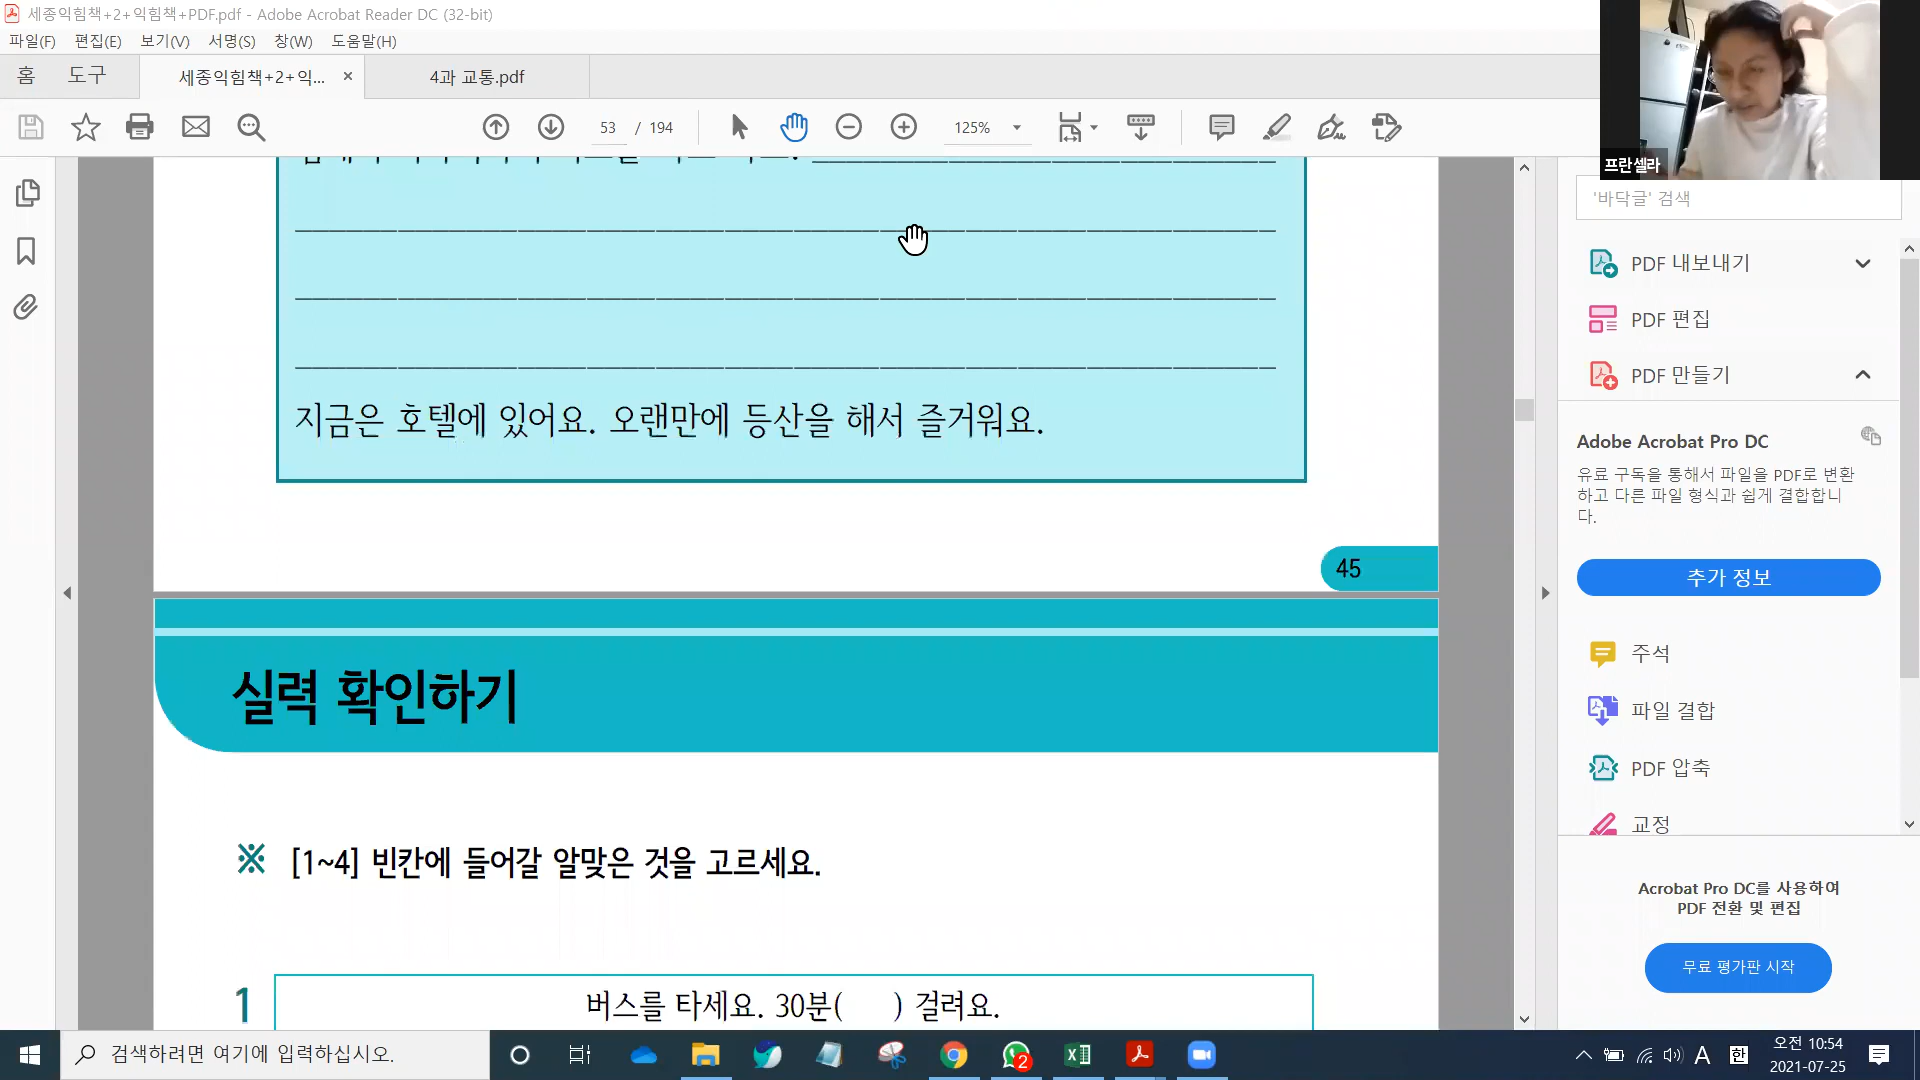 세종익힘책+2+익힘책+PDF.pdf - Adobe Acrobat Reader DC (32-bit)
파일(F) 편집(E) 보기(V) 서명(S) 창(W) 도움말(H)
홈 도구 세종익힘책+2+익... × 4과 교통.pdf
53 / 194 125%
프란셀라
'바닥글' 검색
PDF 내보내기
PDF 편집
PDF 만들기
Adobe Acrobat Pro DC
유료 구독을 통해서 파일을 PDF로 변환
하고 다른 파일 형식과 쉽게 결합합니
다.
추가 정보
주석
파일 결합
PDF 압축
교정
Acrobat Pro DC를 사용하여
PDF 전환 및 편집
무료 평가판 시작
지금은 호텔에 있어요. 오랜만에 등산을 해서 즐거워요.
45
실력 확인하기
※ [1~4] 빈칸에 들어갈 알맞은 것을 고르세요.
1 버스를 타세요. 30분( ) 걸려요.
검색하려면 여기에 입력하십시오.
2
A 한
오전 10:54
2021-07-25